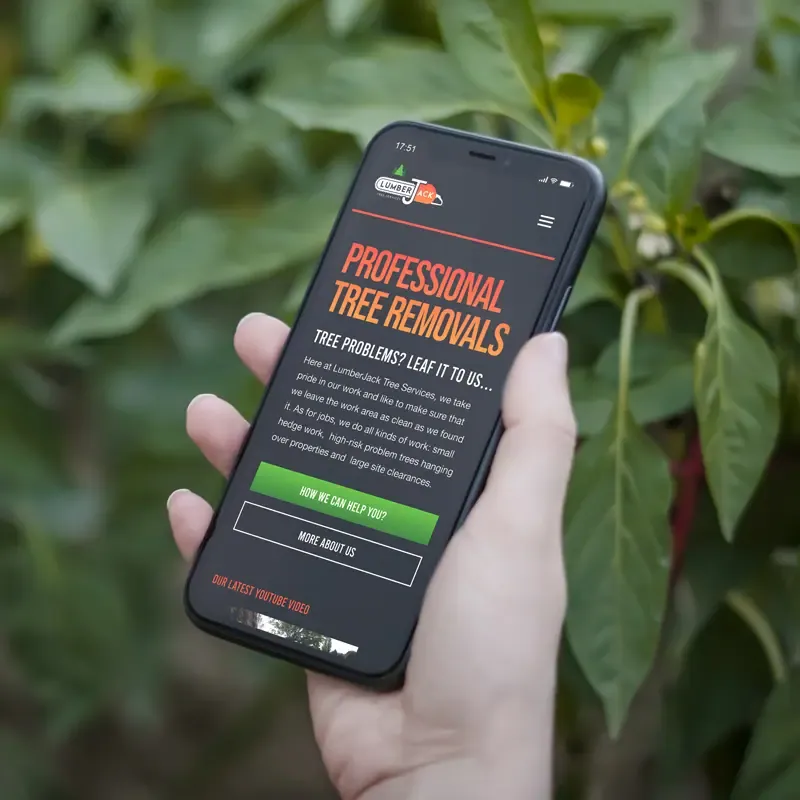 17:51
LUMBERJACK
TREE SERVICES
PROFESSIONAL
TREE REMOVALS
TREE PROBLEMS? LEAF IT TO US...
Here at LumberJack Tree Services, we take
pride in our work and like to make sure that
we leave the work area as clean as we found
it. As for jobs, we do all kinds of work: small
hedge work, high-risk problem trees hanging
over properties and large site clearances.
HOW WE CAN HELP YOU?
MORE ABOUT US
OUR LATEST YOUTUBE VIDEO